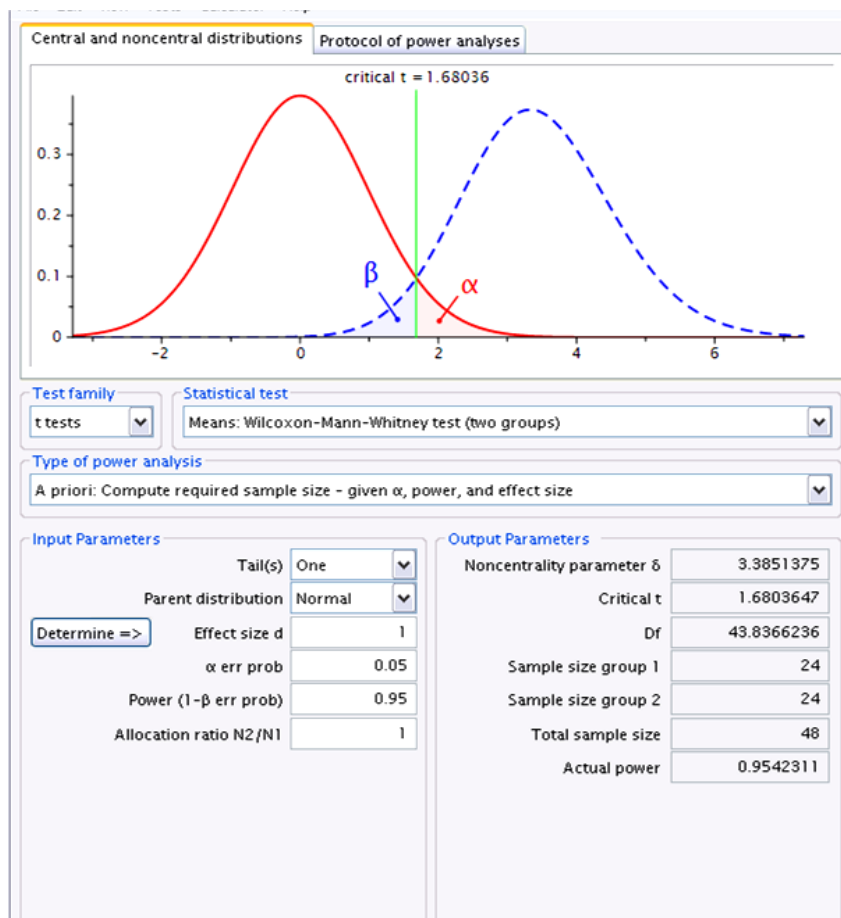 Central and noncentral distributions
Protocol of power analyses
critical t = 1.68036
0.3
0.2
0.1
0
β
α
-2
0
2
4
6
Test family
Statistical test
t tests
Means: Wilcoxon-Mann-Whitney test (two groups)
Type of power analysis
A priori: Compute required sample size - given α, power, and effect size
Input Parameters
Tail(s) One
Parent distribution Normal
Determine => Effect size d 1
α err prob 0.05
Power (1-β err prob) 0.95
Allocation ratio N2/N1 1
Output Parameters
Noncentrality parameter δ 3.3851375
Critical t 1.6803647
Df 43.8366236
Sample size group 1 24
Sample size group 2 24
Total sample size 48
Actual power 0.9542311